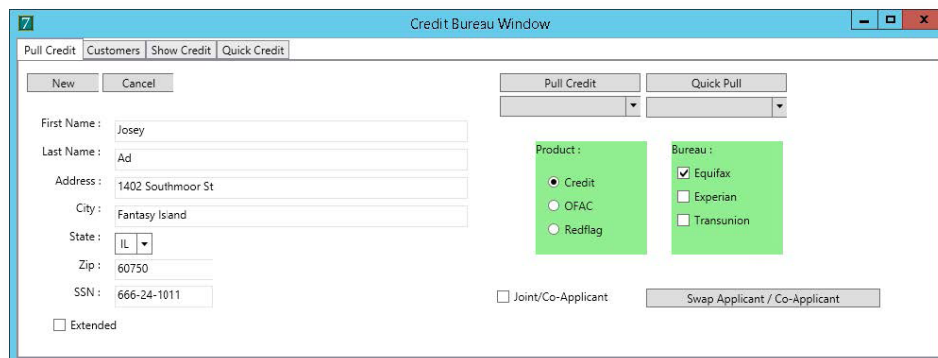 7 Credit Bureau Window
Pull Credit Customers Show Credit Quick Credit
New Cancel Pull Credit Quick Pull
First Name : Josey
Last Name : Ad
Address : 1402 Southmoor St
City : Fantasy Island
State : IL
Zip : 60750
SSN : 666-24-1011
Extended
Product :
Credit
OFAC
Redflag
Bureau :
Equifax
Experian
Transunion
Joint/Co-Applicant Swap Applicant / Co-Applicant